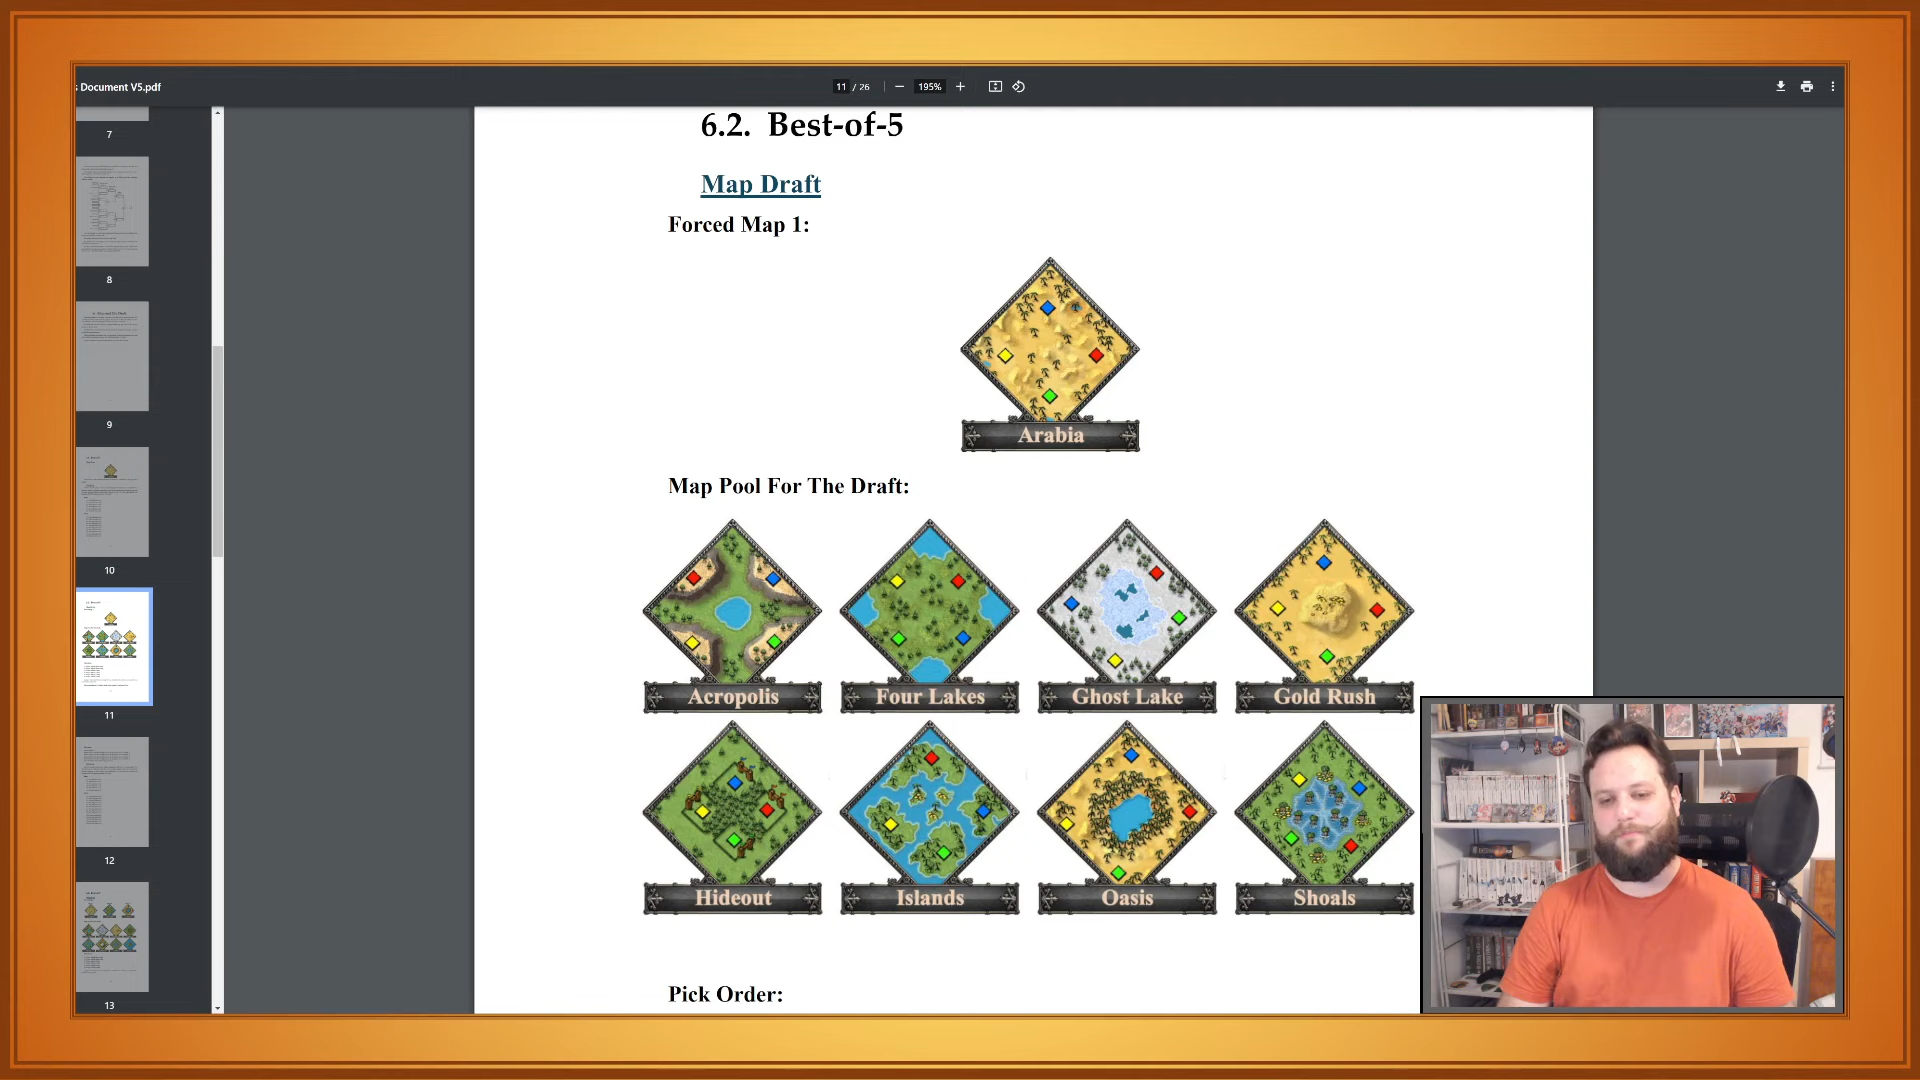 s Document V5.pdf
11 / 26
195%
7
8
9
10
11
12
13
6.2. Best-of-5
Map Draft
Forced Map 1:
Arabia
Map Pool For The Draft:
Acropolis
Four Lakes
Ghost Lake
Gold Rush
Hideout
Islands
Oasis
Shoals
Pick Order: